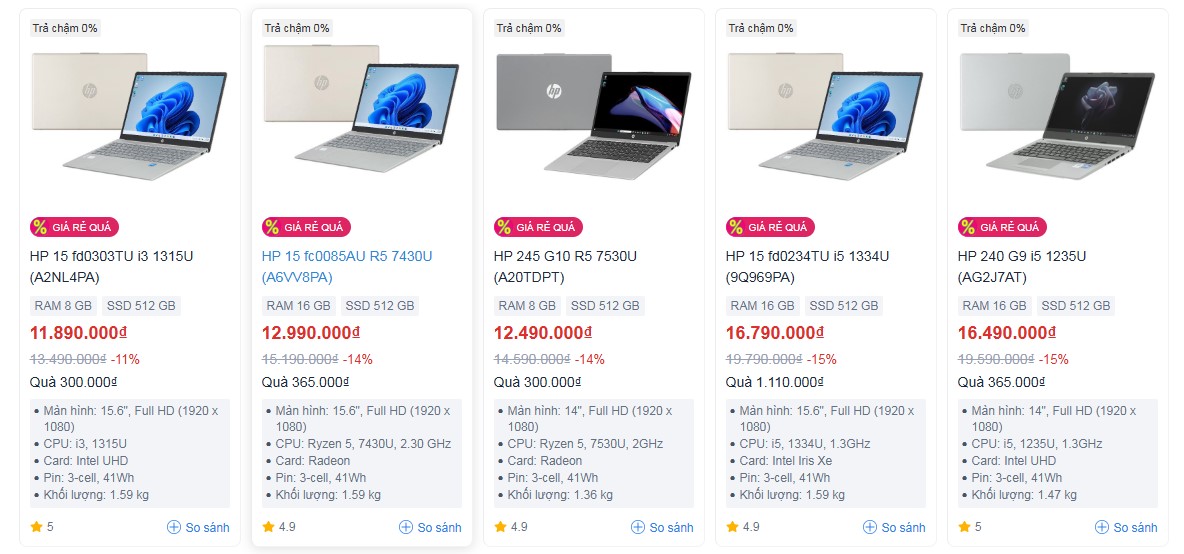 Trả chậm 0%
GIÁ RẺ QUÁ
HP 15 fd0303TU i3 1315U
(A2NL4PA)
RAM 8 GB SSD 512 GB
11.890.000₫
13.490.000₫ -11%
Quà 300.000₫
Màn hình: 15.6", Full HD (1920 x
1080)
CPU: i3, 1315U
Card: Intel UHD
Pin: 3-cell, 41Wh
Khối lượng: 1.59 kg
5 So sánh
Trả chậm 0%
GIÁ RẺ QUÁ
HP 15 fc0085AU R5 7430U
(A6VV8PA)
RAM 16 GB SSD 512 GB
12.990.000₫
15.190.000₫ -14%
Quà 365.000₫
Màn hình: 15.6", Full HD (1920 x
1080)
CPU: Ryzen 5, 7430U, 2.30 GHz
Card: Radeon
Pin: 3-cell, 41Wh
Khối lượng: 1.59 kg
4.9 So sánh
Trả chậm 0%
hp
GIÁ RẺ QUÁ
HP 245 G10 R5 7530U
(A20TDPT)
RAM 8 GB SSD 512 GB
12.490.000₫
14.590.000₫ -14%
Quà 300.000₫
Màn hình: 14", Full HD (1920 x
1080)
CPU: Ryzen 5, 7530U, 2GHz
Card: Radeon
Pin: 3-cell, 41Wh
Khối lượng: 1.36 kg
4.9 So sánh
Trả chậm 0%
GIÁ RẺ QUÁ
HP 15 fd0234TU i5 1334U
(9Q969PA)
RAM 16 GB SSD 512 GB
16.790.000₫
19.790.000₫ -15%
Quà 1.110.000₫
Màn hình: 15.6", Full HD (1920 x
1080)
CPU: i5, 1334U, 1.3GHz
Card: Intel Iris Xe
Pin: 3-cell, 41Wh
Khối lượng: 1.59 kg
4.9 So sánh
Trả chậm 0%
GIÁ RẺ QUÁ
HP 240 G9 i5 1235U
(AG2J7AT)
RAM 16 GB SSD 512 GB
16.490.000₫
19.590.000₫ -15%
Quà 365.000₫
Màn hình: 14", Full HD (1920 x
1080)
CPU: i5, 1235U, 1.3GHz
Card: Intel UHD
Pin: 3-cell, 41Wh
Khối lượng: 1.47 kg
5 So sánh